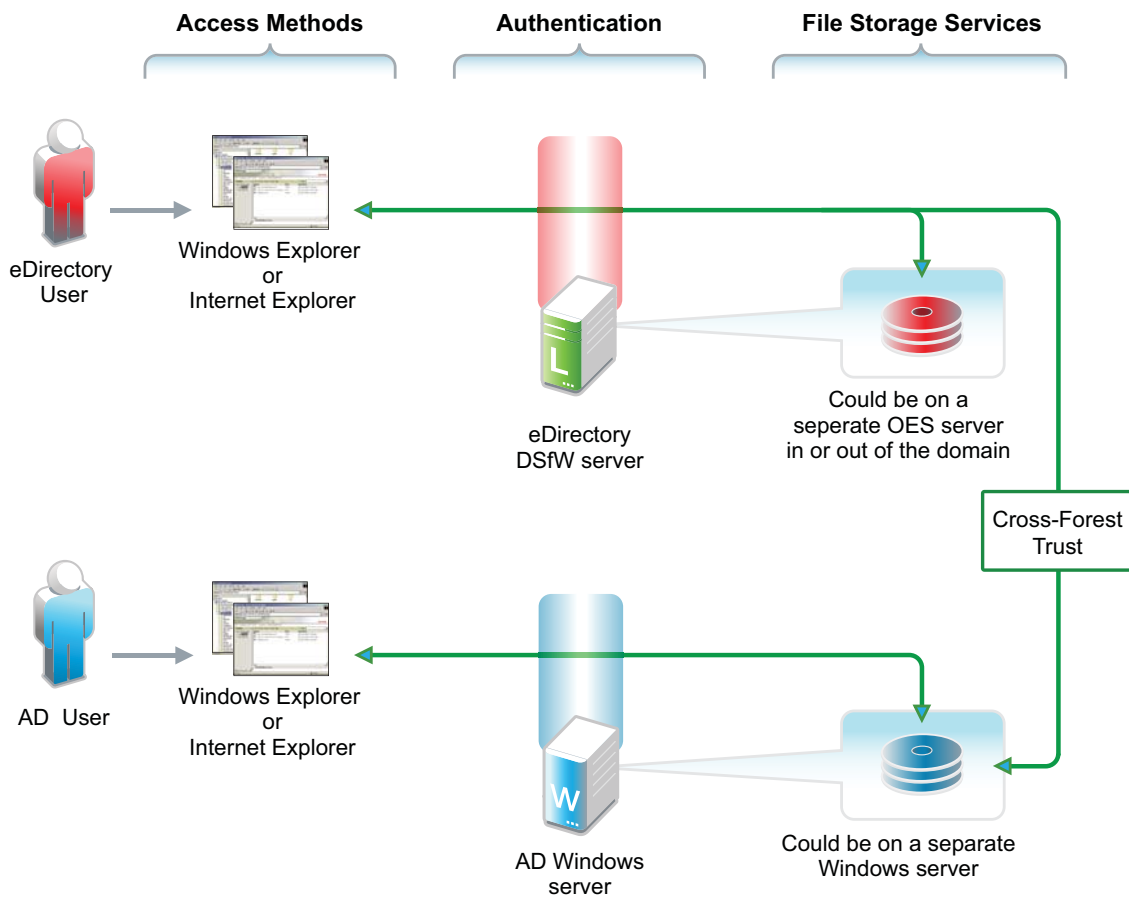 Access Methods
Authentication
File Storage Services
eDirectory
User
Windows Explorer
or
Internet Explorer
L
eDirectory
DSfW server
Could be on a
seperate OES server
in or out of the domain
Cross-Forest
Trust
AD User
Windows Explorer
or
Internet Explorer
W
AD Windows
server
Could be on a separate
Windows server